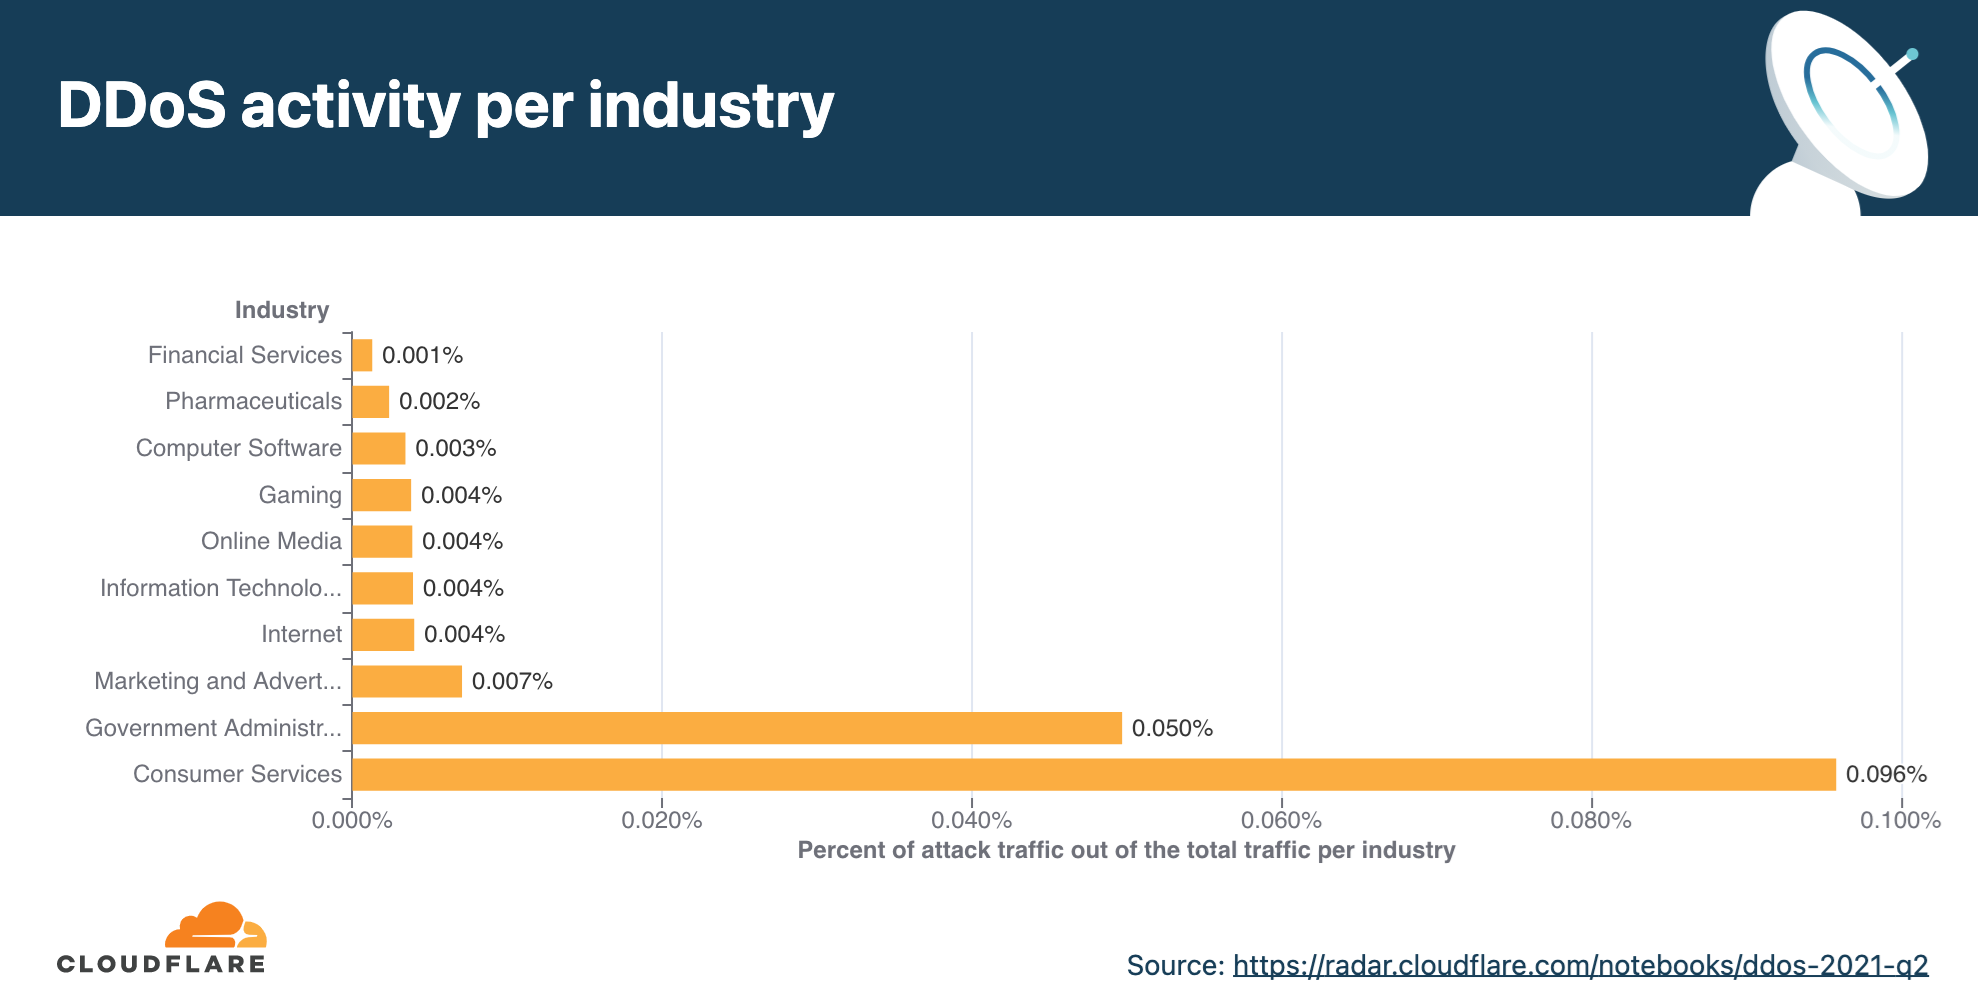 DDoS activity per industry
Industry
Financial Services 0.001%
Pharmaceuticals 0.002%
Computer Software 0.003%
Gaming 0.004%
Online Media 0.004%
Information Technolo... 0.004%
Internet 0.004%
Marketing and Advert... 0.007%
Government Administr... 0.050%
Consumer Services 0.096%
0.000% 0.020% 0.040% 0.060% 0.080% 0.100%
Percent of attack traffic out of the total traffic per industry
CLOUDFLARE
Source: https://radar.cloudflare.com/notebooks/ddos-2021-q2